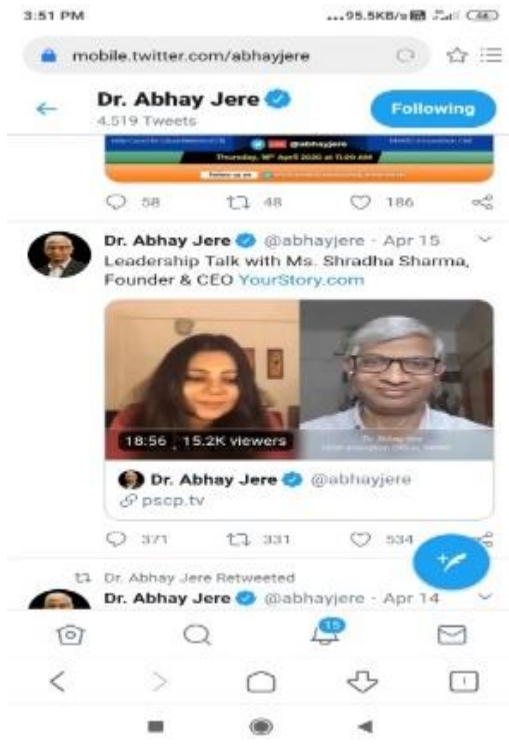 3:51 PM
...95.5KB/s
mobile.twitter.com/abhayjere
Dr. Abhay Jere
4,519 Tweets
Following
@abhayjere
Thursday, 16th April 2020 at 11:00 AM
58 48 186
Dr. Abhay Jere @abhayjere · Apr 15
Leadership Talk with Ms. Shradha Sharma,
Founder & CEO YourStory.com
18:56 15.2K viewers
Dr. Abhay Jere @abhayjere
pscp.tv
371 331 534
Dr. Abhay Jere Retweeted
Dr. Abhay Jere @abhayjere · Apr 14
15